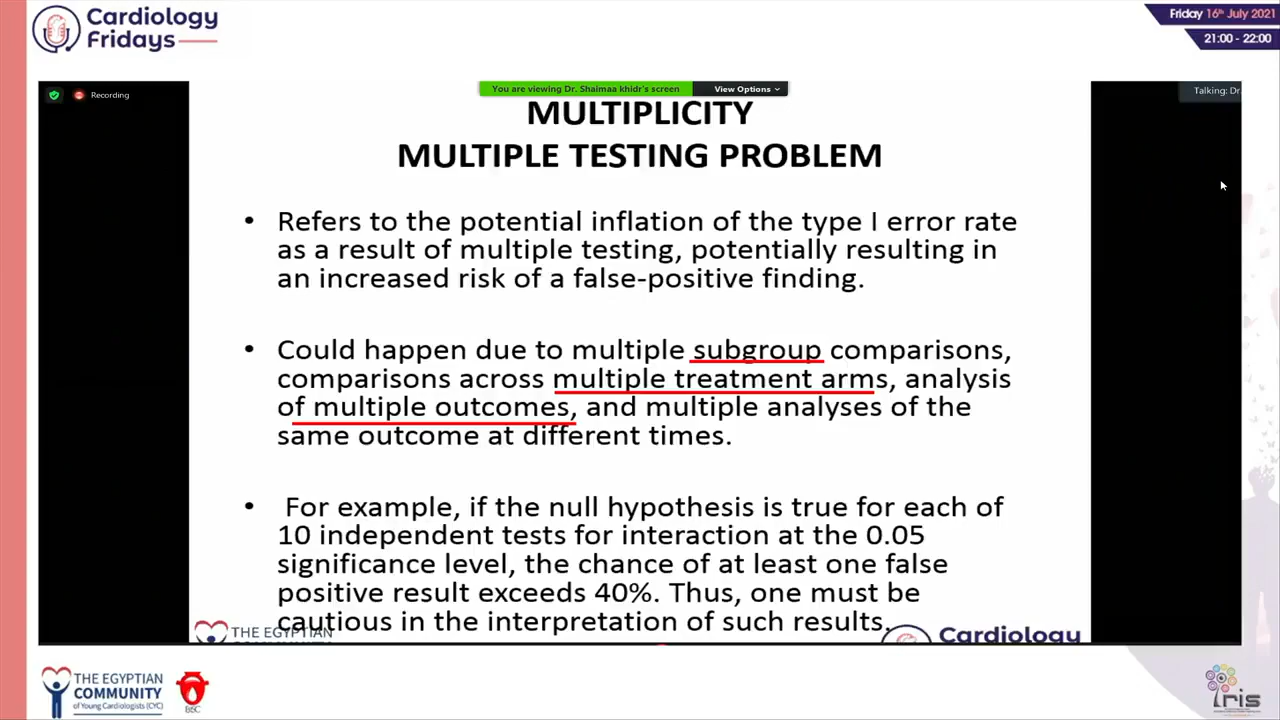 Cardiology
Fridays
Friday 16th July 2021
21:00 - 22:00
Recording
You are viewing Dr. Shaimaa khidr's screen
View Options
Talking: Dr.
MULTIPLICITY
MULTIPLE TESTING PROBLEM
• Refers to the potential inflation of the type I error rate
as a result of multiple testing, potentially resulting in
an increased risk of a false-positive finding.
• Could happen due to multiple subgroup comparisons,
comparisons across multiple treatment arms, analysis
of multiple outcomes, and multiple analyses of the
same outcome at different times.
• For example, if the null hypothesis is true for each of
10 independent tests for interaction at the 0.05
significance level, the chance of at least one false
positive result exceeds 40%. Thus, one must be
cautious in the interpretation of such results.
THE EGYPTIAN
Cardiology
THE EGYPTIAN
COMMUNITY
of Young Cardiologists (CYC)
iris